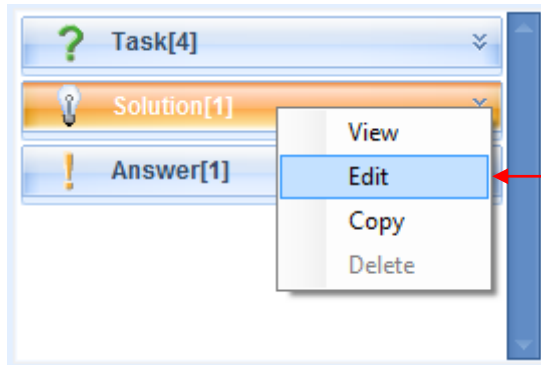 Task[4]
Solution[1]
Answer[1]
View
Edit
Copy
Delete